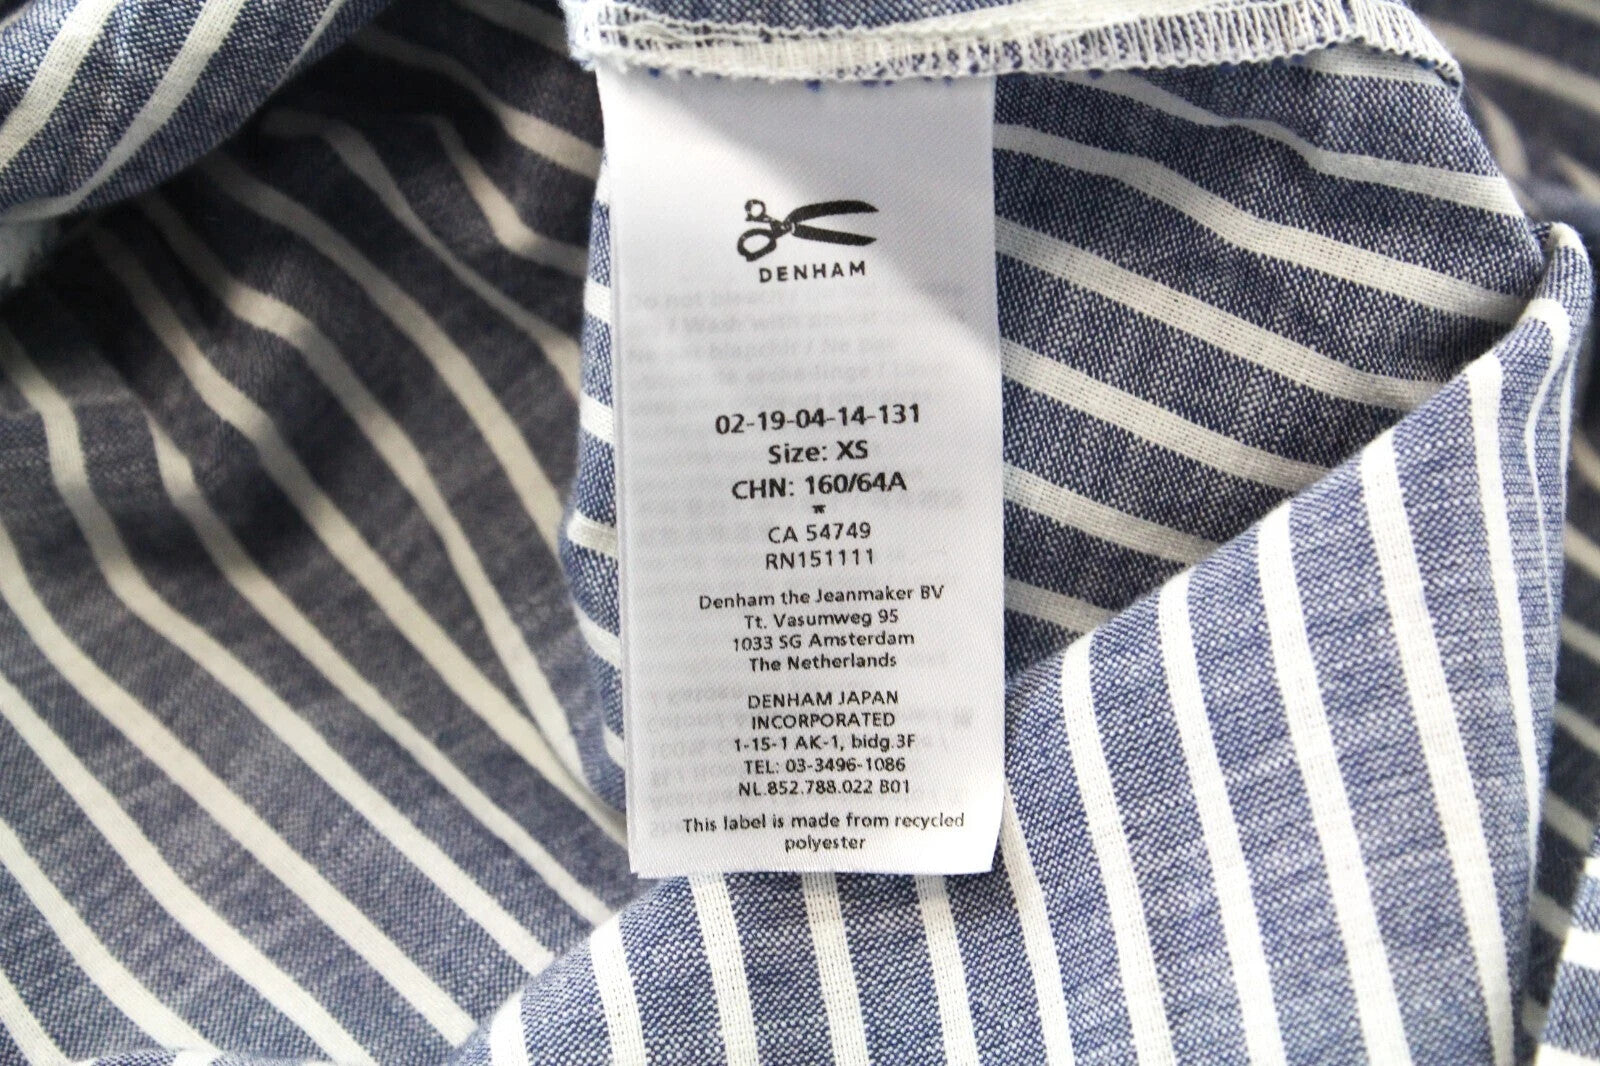 DENHAM
02-19-04-14-131
Size: XS
CHN: 160/64A
CA 54749
RN151111
Denham the Jeanmaker BV
Tt. Vasumweg 95
1033 SG Amsterdam
The Netherlands
DENHAM JAPAN
INCORPORATED
1-15-1 AK-1, bidg.3F
TEL: 03-3496-1086
NL.852.788.022 B01
This label is made from recycled
polyester